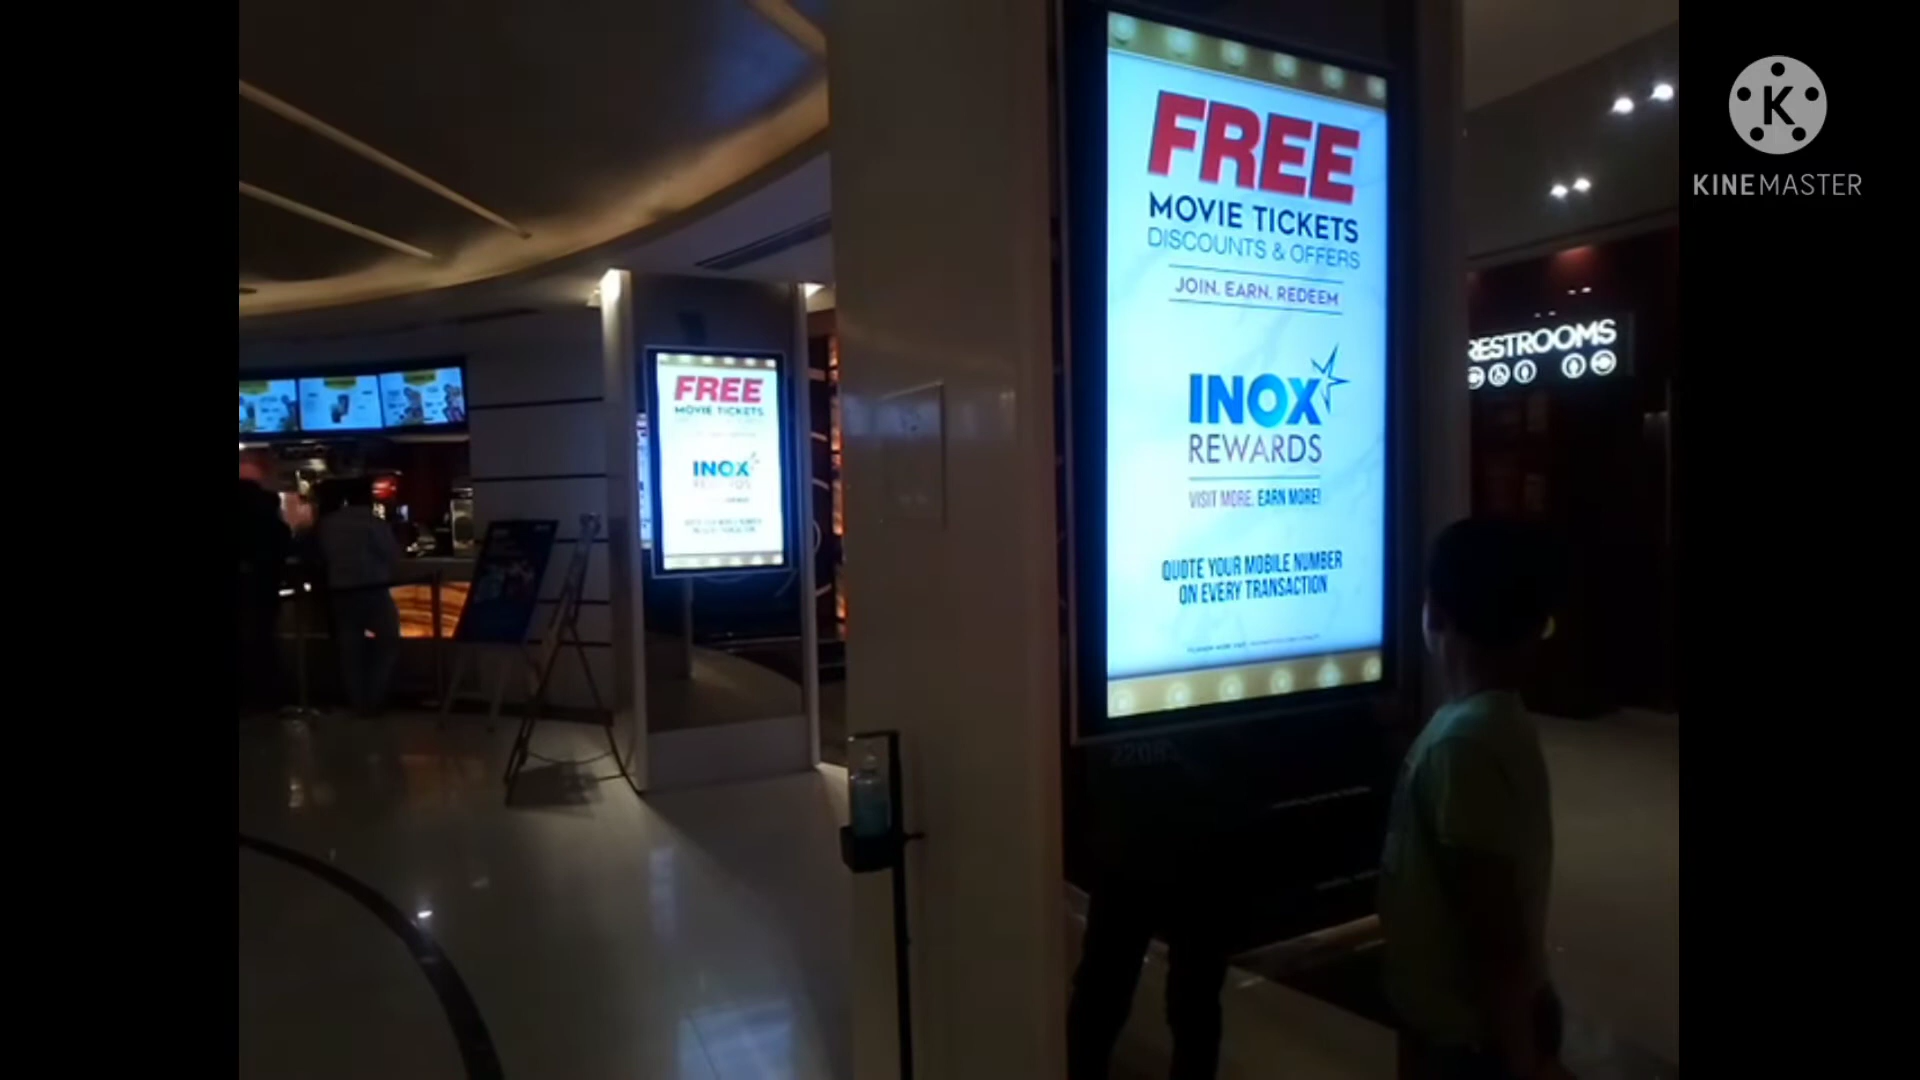 FREE
MOVIE TICKETS
DISCOUNTS & OFFERS
JOIN. EARN. REDEEM
INOX
REWARDS
VISIT MORE. EARN MORE!
QUOTE YOUR MOBILE NUMBER
ON EVERY TRANSACTION
FREE
MOVIE TICKETS
INOX
REWARDS
RESTROOMS
K
KINEMASTER